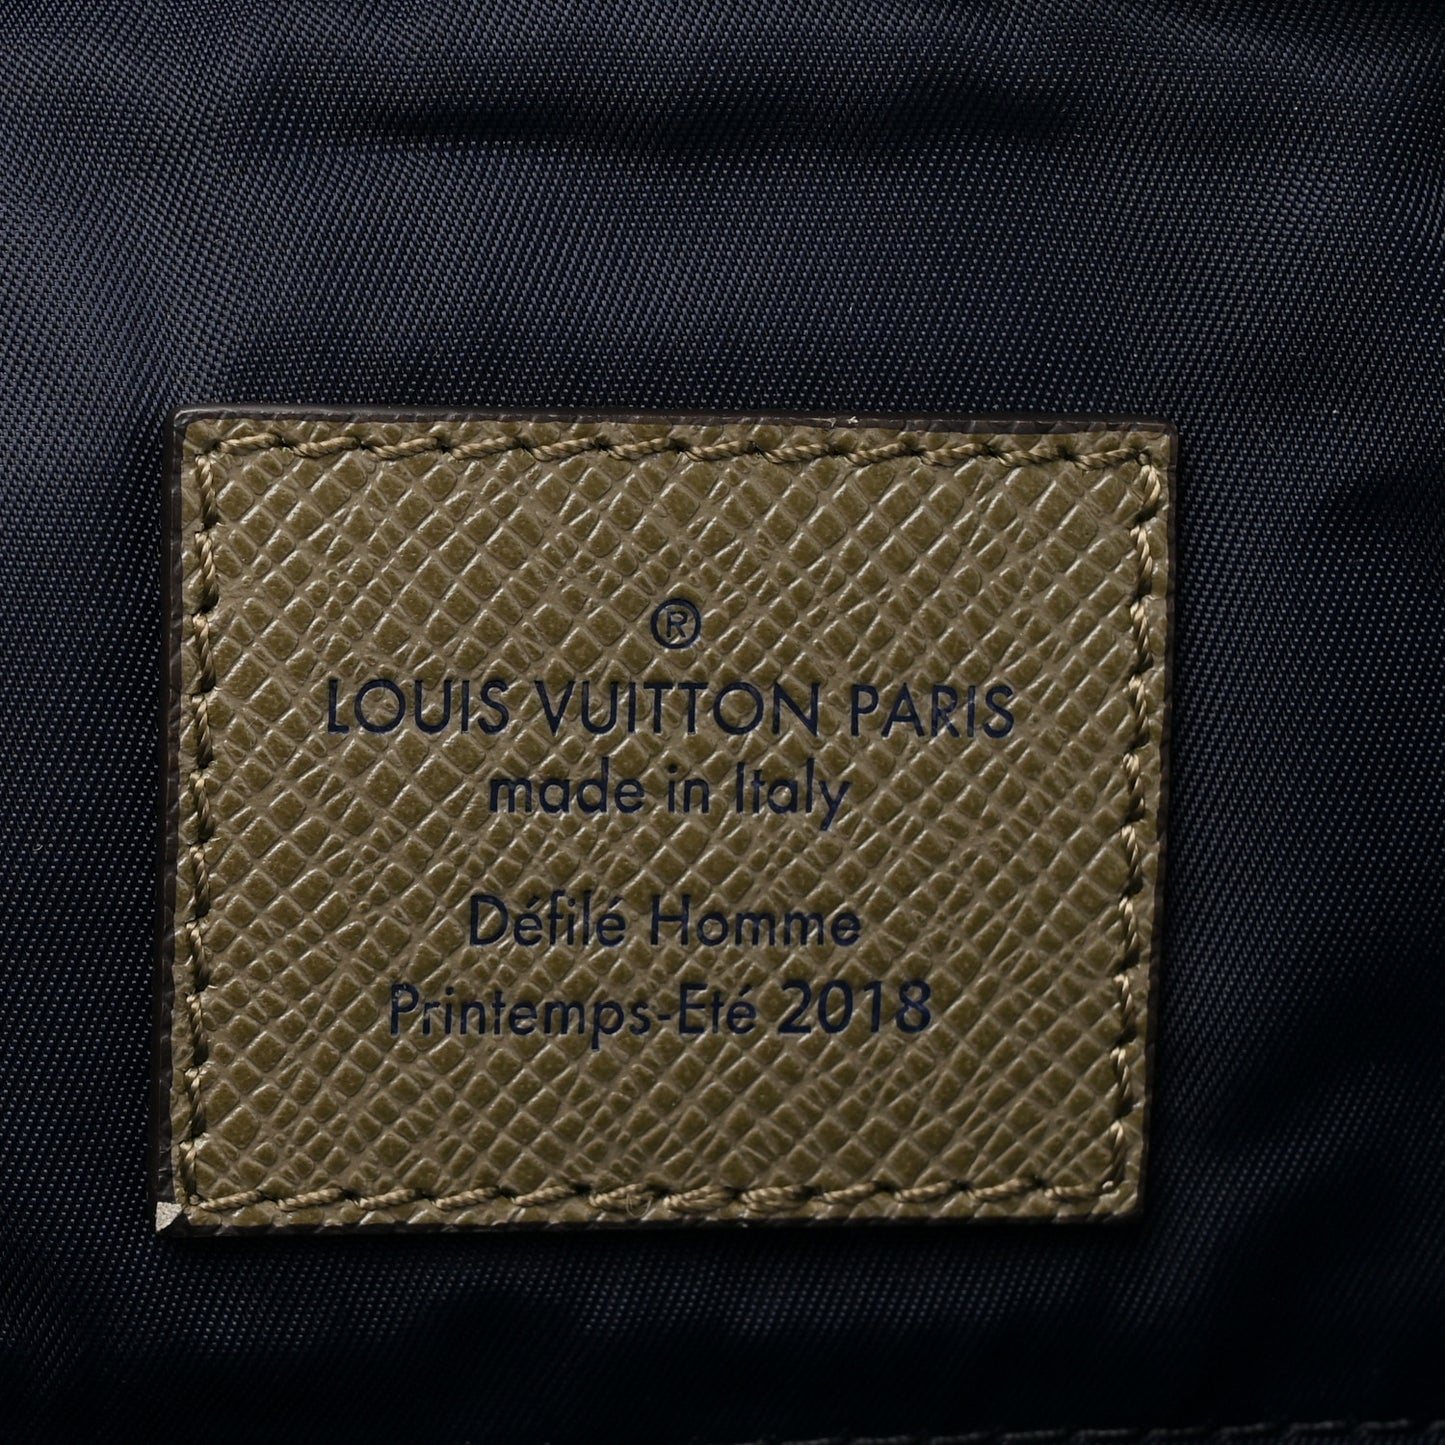 ®
LOUIS VUITTON PARIS
made in Italy
Défilé Homme
Printemps-Eté 2018